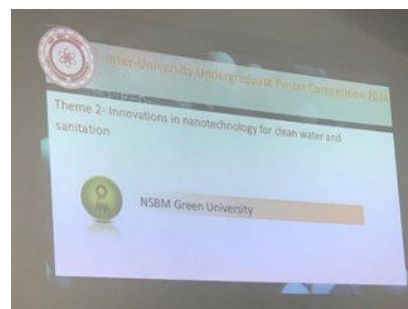 Inter-University Undergraduate Poster Competition 2024
Theme 2- Innovations in nanotechnology for clean water and
sanitation
NSBM Green University